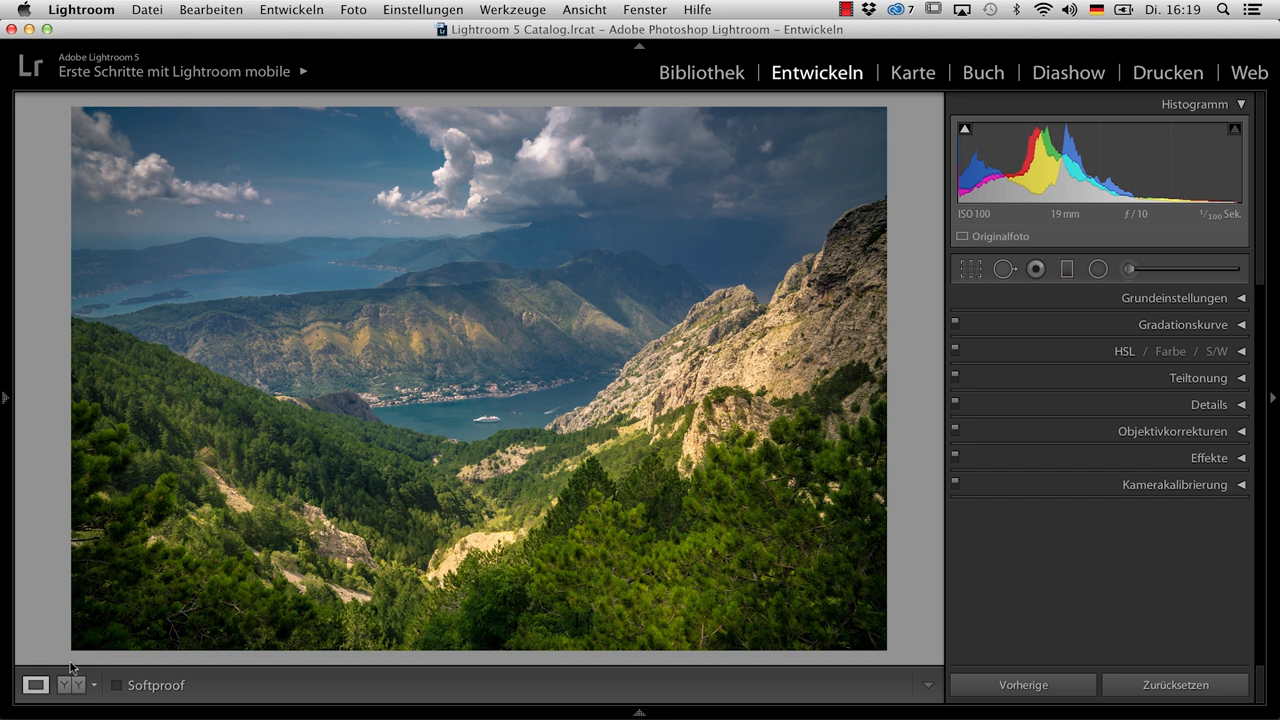 Lightroom Datei Bearbeiten Entwickeln Foto Einstellungen Werkzeuge Ansicht Fenster Hilfe 7 Di. 16:19
Lightroom 5 Catalog.lrcat – Adobe Photoshop Lightroom – Entwickeln
Lr
Adobe Lightroom 5
Erste Schritte mit Lightroom mobile
Bibliothek | Entwickeln | Karte | Buch | Diashow | Drucken | Web
Histogramm
ISO 100 19 mm ƒ / 10 1/100 Sek.
Originalfoto
Grundeinstellungen
Gradationskurve
HSL / Farbe / S/W
Teiltonung
Details
Objektivkorrekturen
Effekte
Kamerakalibrierung
YY Softproof
Vorherige Zurücksetzen